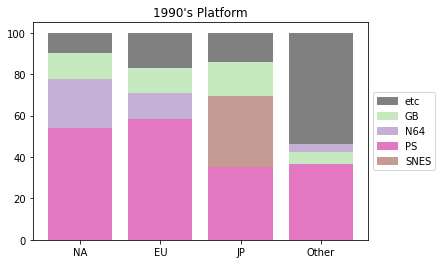 1990's Platform
100
80
60
40
20
0
NA EU JP Other
etc
GB
N64
PS
SNES